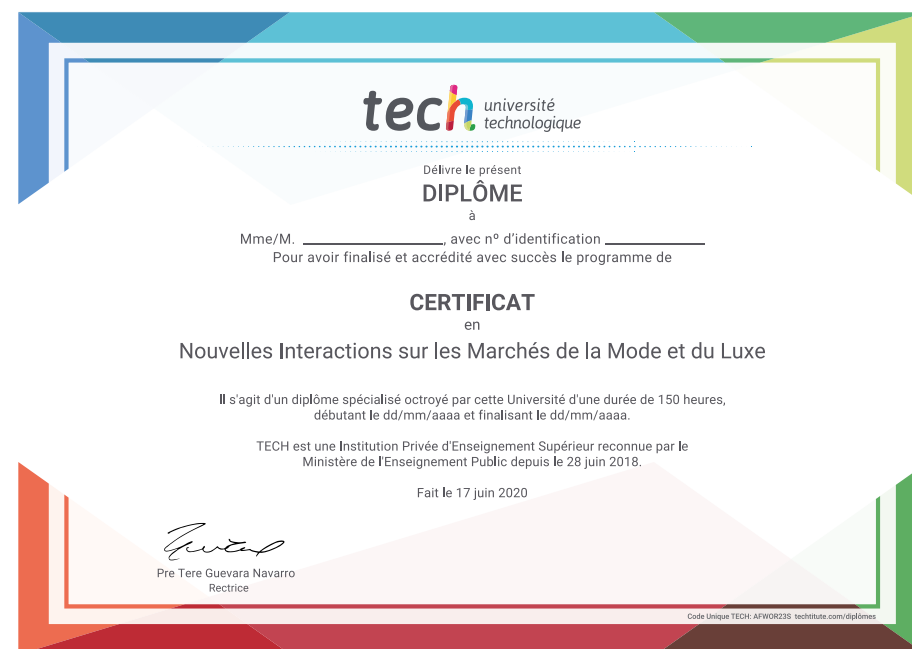 tech université
technologique
Délivre le présent
DIPLÔME
à
Mme/M. ____________________, avec nº d'identification ______________
Pour avoir finalisé et accrédité avec succès le programme de
CERTIFICAT
en
Nouvelles Interactions sur les Marchés de la Mode et du Luxe
Il s'agit d'un diplôme spécialisé octroyé par cette Université d'une durée de 150 heures,
débutant le dd/mm/aaaa et finalisant le dd/mm/aaaa.
TECH est une Institution Privée d'Enseignement Supérieur reconnue par le
Ministère de l'Enseignement Public depuis le 28 juin 2018.
Fait le 17 juin 2020
Pre Tere Guevara Navarro
Rectrice
Code Unique TECH: AFWOR23S techtitute.com/diplômes